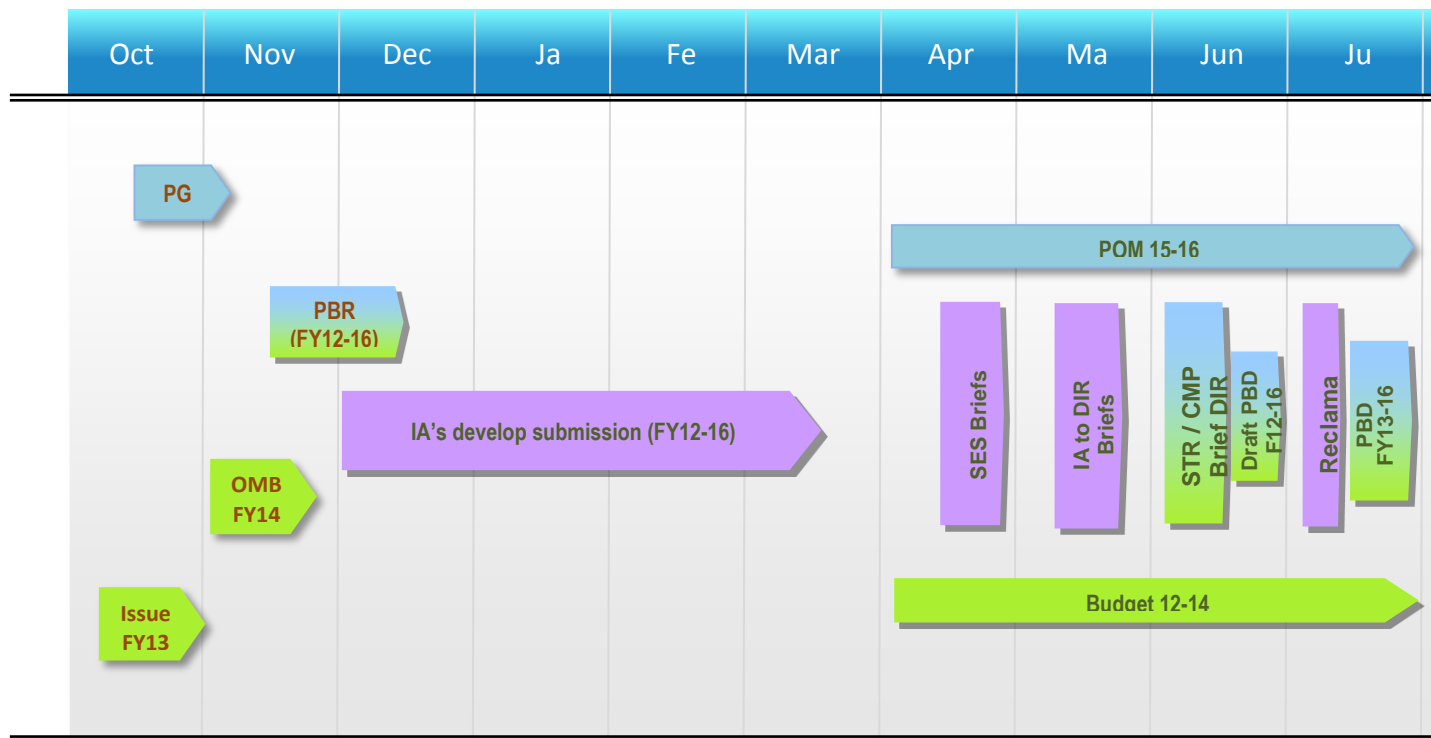 Oct Nov Dec Ja Fe Mar Apr Ma Jun Ju
PG
POM 15-16
PBR
(FY12-16)
IA’s develop submission (FY12-16)
OMB
FY14
Issue
FY13
SES Briefs
IA to DIR
Briefs
STR / CMP
Brief DIR
Draft PBD
F12-16
Reclama
PBD
FY13-16
Budget 12-14